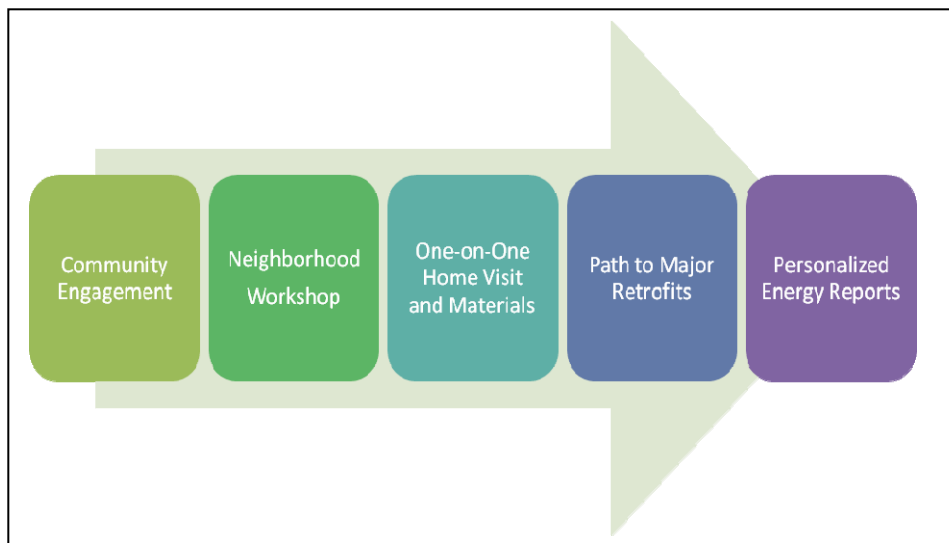 Community
Engagement
Neighborhood
Workshop
One-on-One
Home Visit
and Materials
Path to Major
Retrofits
Personalized
Energy Reports